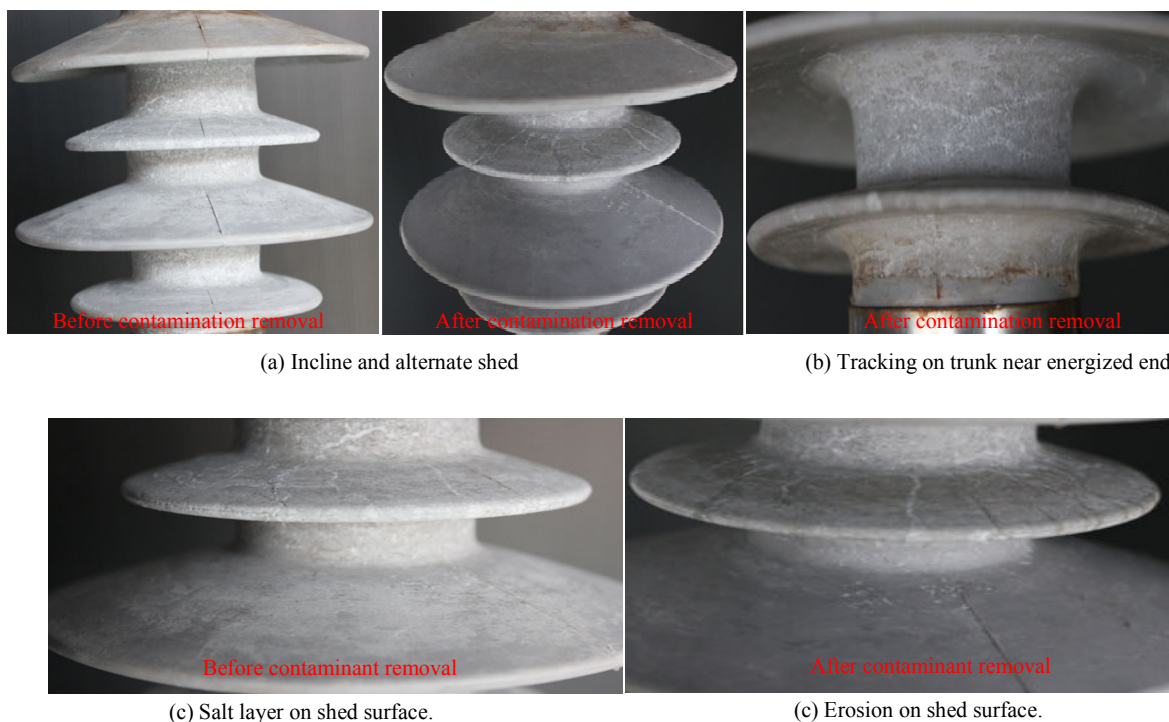 Before contamination removal
After contamination removal
After contamination removal
(a) Incline and alternate shed
(b) Tracking on trunk near energized end
Before contaminant removal
After contaminant removal
(c) Salt layer on shed surface.
(c) Erosion on shed surface.